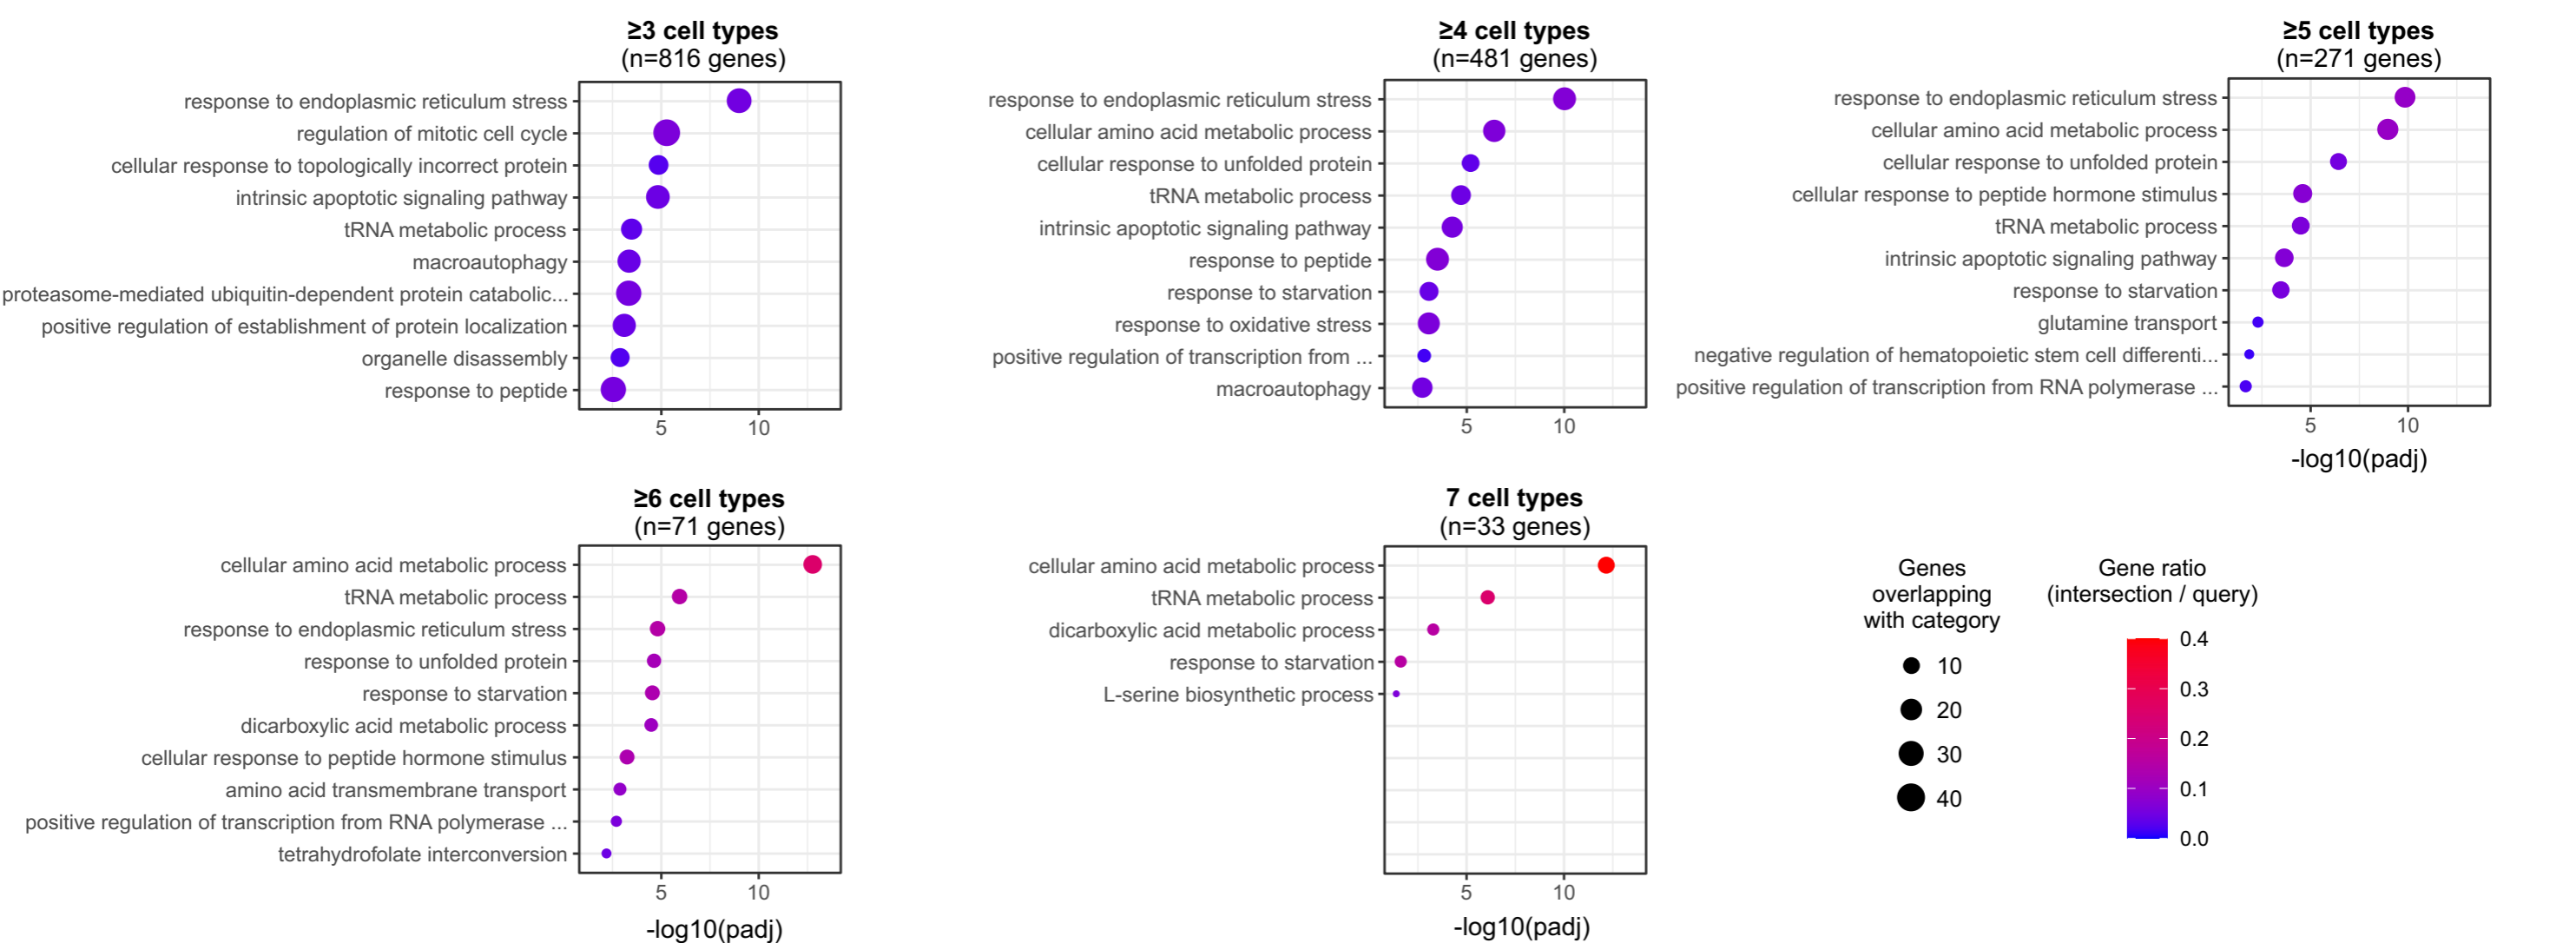 ≥3 cell types
(n=816 genes)
response to endoplasmic reticulum stress
regulation of mitotic cell cycle
cellular response to topologically incorrect protein
intrinsic apoptotic signaling pathway
tRNA metabolic process
macroautophagy
proteasome-mediated ubiquitin-dependent protein catabolic...
positive regulation of establishment of protein localization
organelle disassembly
response to peptide
5 10
≥4 cell types
(n=481 genes)
response to endoplasmic reticulum stress
cellular amino acid metabolic process
cellular response to unfolded protein
tRNA metabolic process
intrinsic apoptotic signaling pathway
response to peptide
response to starvation
response to oxidative stress
positive regulation of transcription from ...
macroautophagy
5 10
≥5 cell types
(n=271 genes)
response to endoplasmic reticulum stress
cellular amino acid metabolic process
cellular response to unfolded protein
cellular response to peptide hormone stimulus
tRNA metabolic process
intrinsic apoptotic signaling pathway
response to starvation
glutamine transport
negative regulation of hematopoietic stem cell differenti...
positive regulation of transcription from RNA polymerase ...
5 10
-log10(padj)
≥6 cell types
(n=71 genes)
cellular amino acid metabolic process
tRNA metabolic process
response to endoplasmic reticulum stress
response to unfolded protein
response to starvation
dicarboxylic acid metabolic process
cellular response to peptide hormone stimulus
amino acid transmembrane transport
positive regulation of transcription from RNA polymerase ...
tetrahydrofolate interconversion
5 10
-log10(padj)
7 cell types
(n=33 genes)
cellular amino acid metabolic process
tRNA metabolic process
dicarboxylic acid metabolic process
response to starvation
L-serine biosynthetic process
5 10
-log10(padj)
Genes
overlapping
with category
10
20
30
40
Gene ratio
(intersection / query)
0.4
0.3
0.2
0.1
0.0